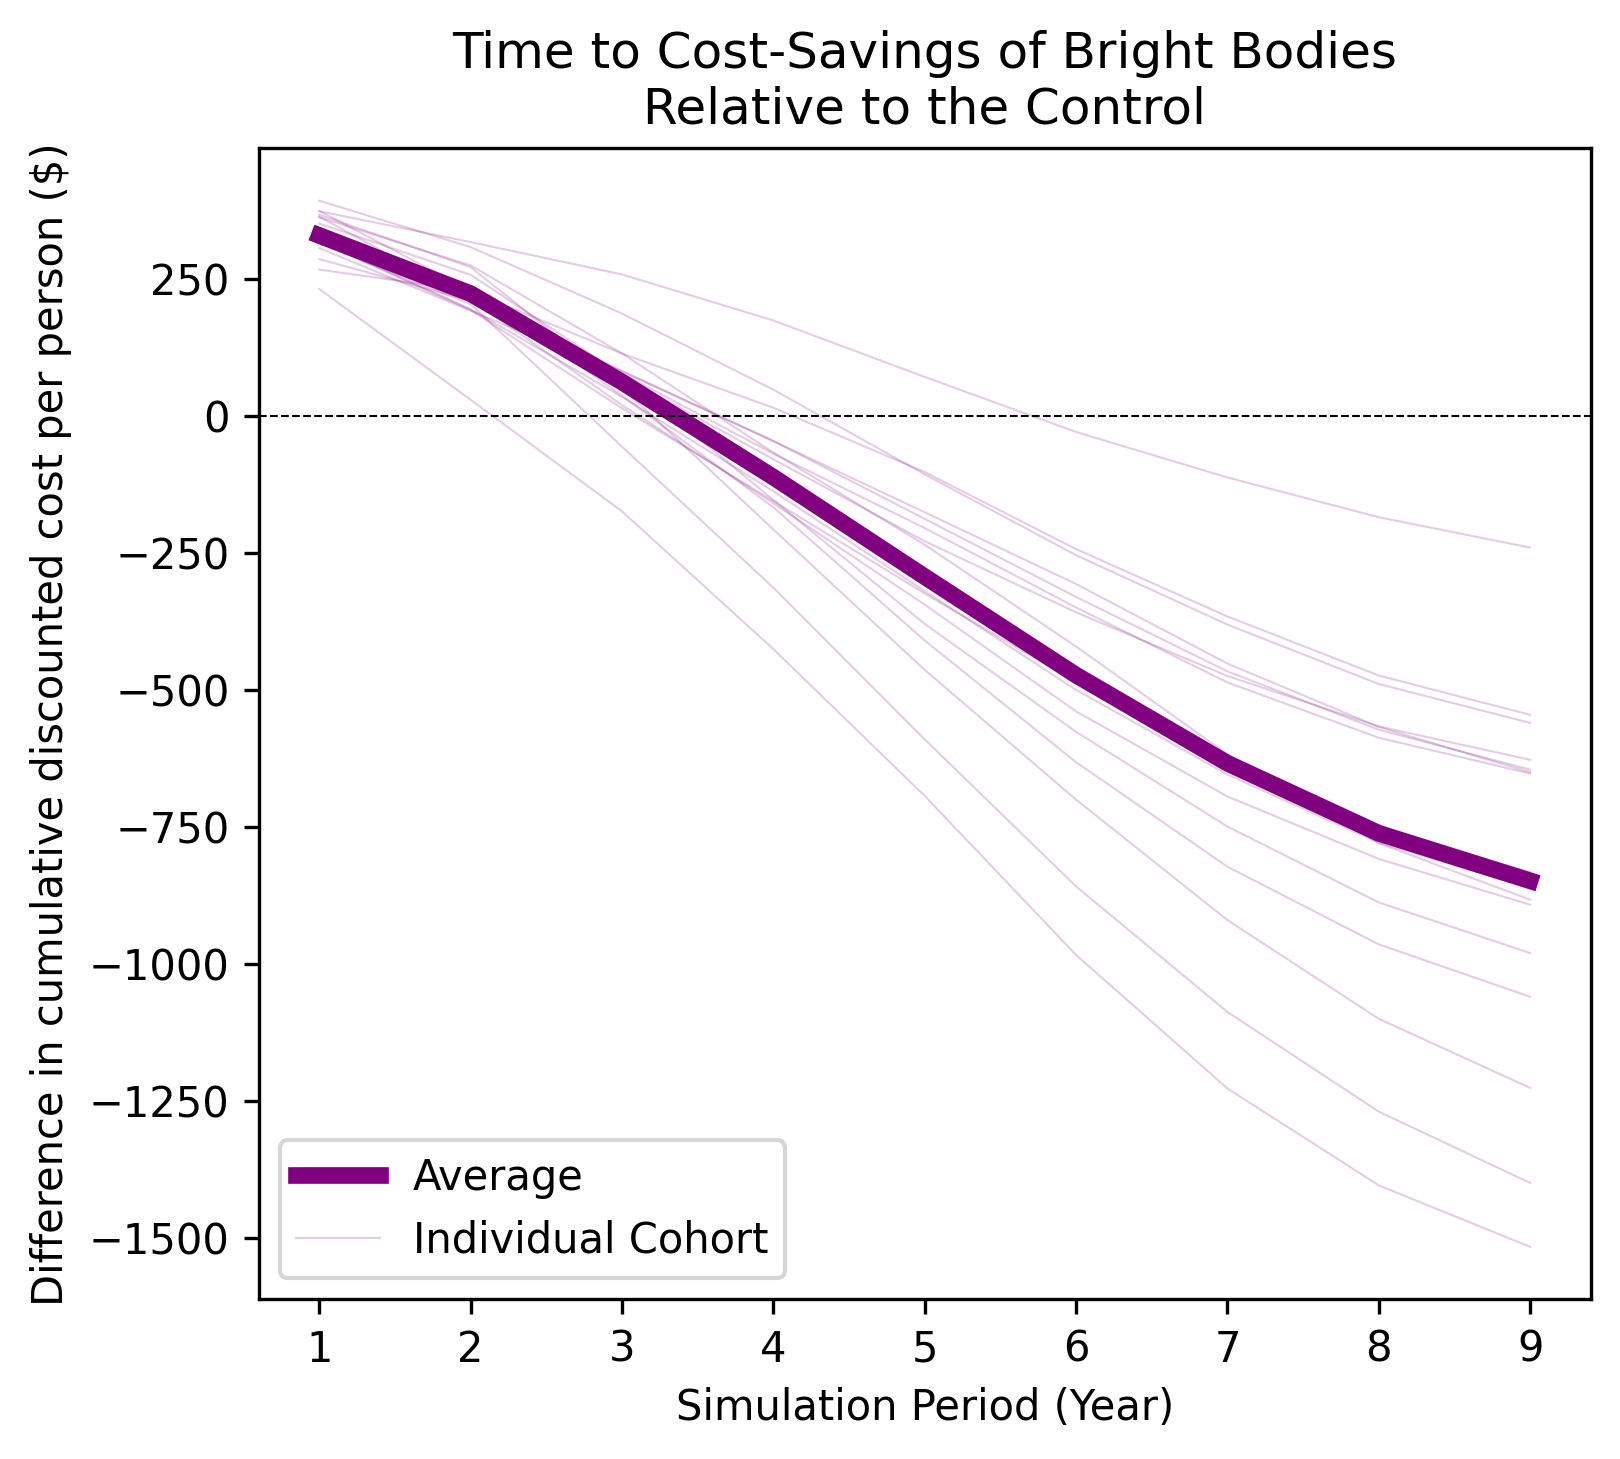 Time to Cost-Savings of Bright Bodies
Relative to the Control
Difference in cumulative discounted cost per person ($)
250
0
−250
−500
−750
−1000
−1250
−1500
Average
Individual Cohort
1 2 3 4 5 6 7 8 9
Simulation Period (Year)